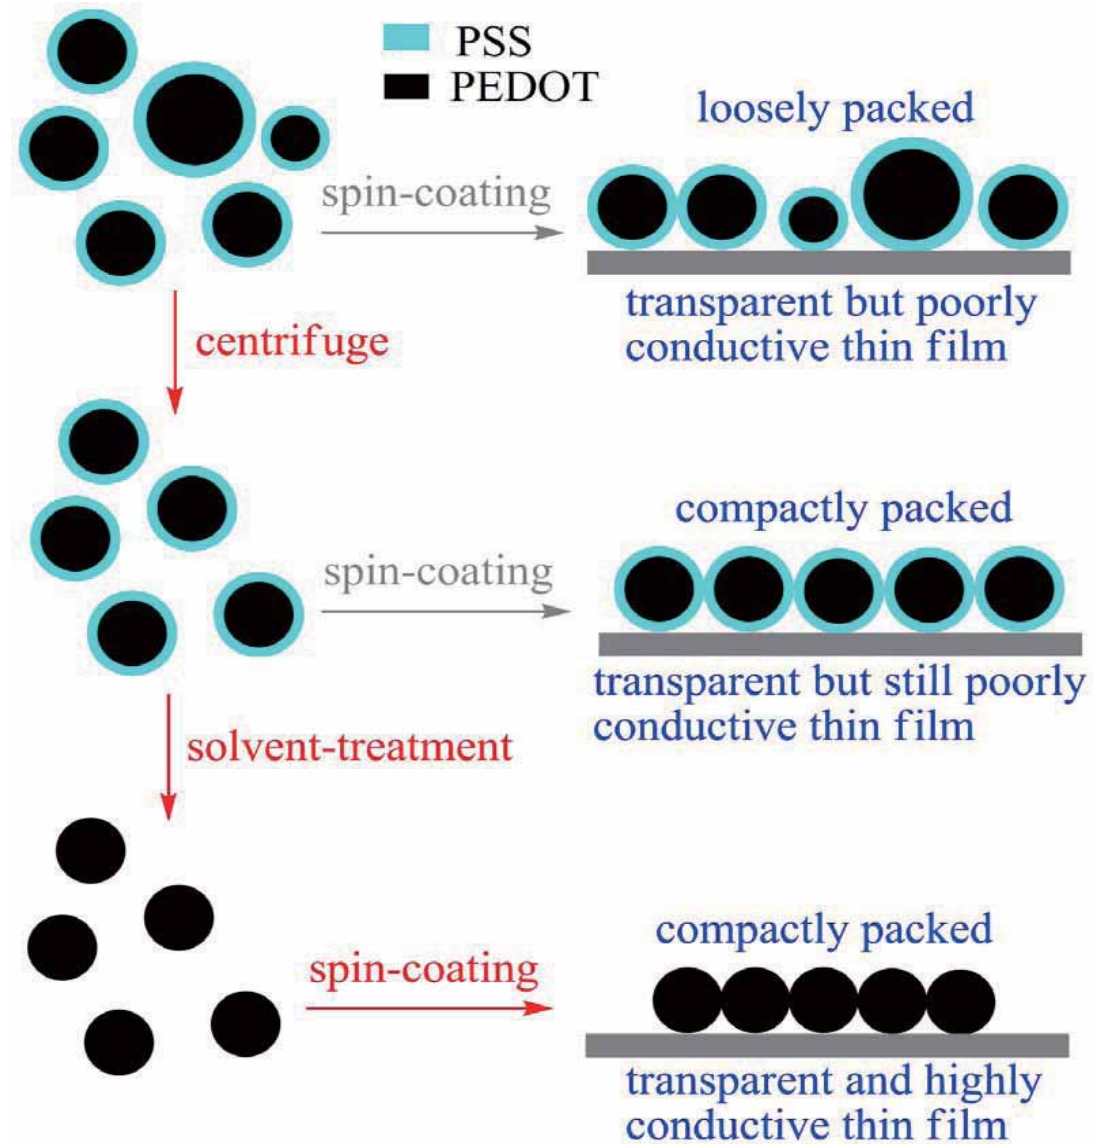 PSS
PEDOT
loosely packed
spin-coating
transparent but poorly
conductive thin film
centrifuge
compactly packed
spin-coating
transparent but still poorly
conductive thin film
solvent-treatment
compactly packed
spin-coating
transparent and highly
conductive thin film